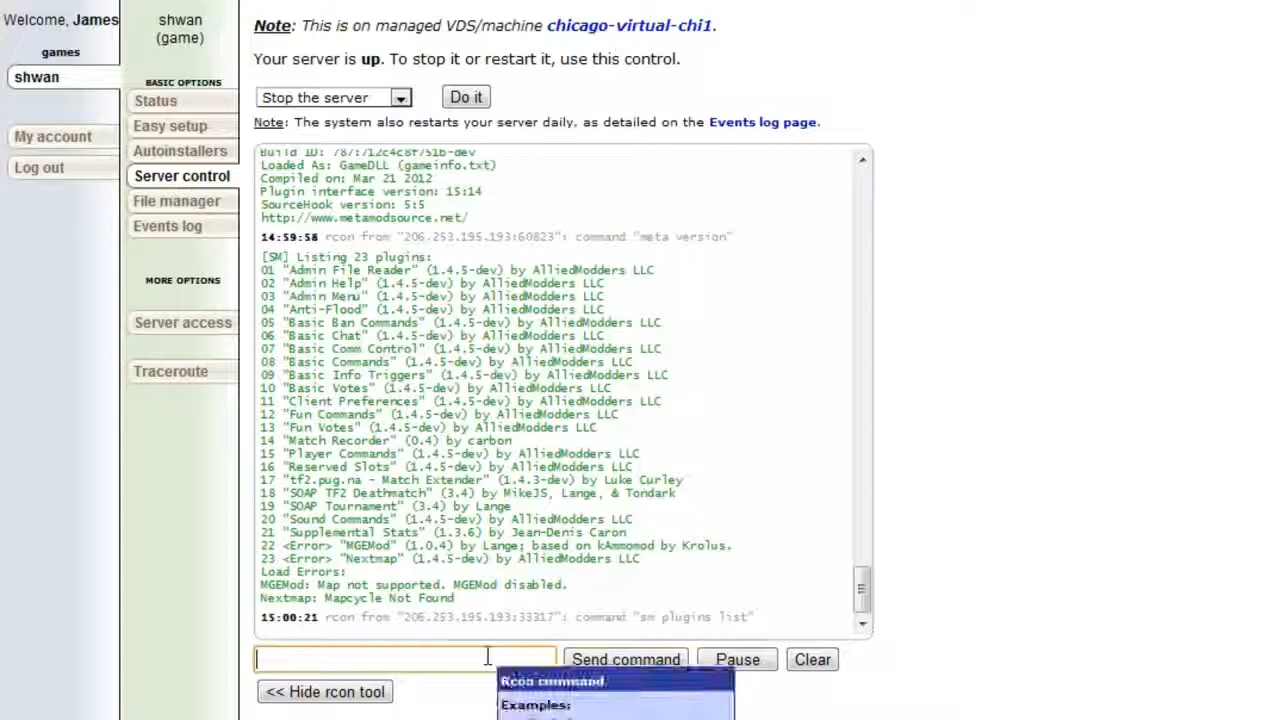 Welcome, James
games
shwan
My account
Log out
shwan
(game)
BASIC OPTIONS
Status
Easy setup
Autoinstallers
Server control
File manager
Events log
MORE OPTIONS
Server access
Traceroute
Note: This is on managed VDS/machine chicago-virtual-chi1.
Your server is up. To stop it or restart it, use this control.
Stop the server
Do it
Note: The system also restarts your server daily, as detailed on the Events log page.
Build ID: 787:712c4c8f751b-dev
Loaded As: GameDLL (gameinfo.txt)
Compiled on: Mar 21 2012
Plugin interface version: 15:14
SourceHook version: 5:5
http://www.metamodsource.net/
14:59:58 rcon from "206.253.195.193:60823": command "meta version"
[SM] Listing 23 plugins:
01 "Admin File Reader" (1.4.5-dev) by AlliedModders LLC
02 "Admin Help" (1.4.5-dev) by AlliedModders LLC
03 "Admin Menu" (1.4.5-dev) by AlliedModders LLC
04 "Anti-Flood" (1.4.5-dev) by AlliedModders LLC
05 "Basic Ban Commands" (1.4.5-dev) by AlliedModders LLC
06 "Basic Chat" (1.4.5-dev) by AlliedModders LLC
07 "Basic Comm Control" (1.4.5-dev) by AlliedModders LLC
08 "Basic Commands" (1.4.5-dev) by AlliedModders LLC
09 "Basic Info Triggers" (1.4.5-dev) by AlliedModders LLC
10 "Basic Votes" (1.4.5-dev) by AlliedModders LLC
11 "Client Preferences" (1.4.5-dev) by AlliedModders LLC
12 "Fun Commands" (1.4.5-dev) by AlliedModders LLC
13 "Fun Votes" (1.4.5-dev) by AlliedModders LLC
14 "Match Recorder" (0.4) by carbon
15 "Player Commands" (1.4.5-dev) by AlliedModders LLC
16 "Reserved Slots" (1.4.5-dev) by AlliedModders LLC
17 "tf2.pug.na - Match Extender" (1.4.3-dev) by Luke Curley
18 "SOAP TF2 Deathmatch" (3.4) by MikeJS, Lange, & Tondark
19 "SOAP Tournament" (3.4) by Lange
20 "Sound Commands" (1.4.5-dev) by AlliedModders LLC
21 "Supplemental Stats" (1.3.6) by Jean-Denis Caron
22 <Error> "MGEMod" (1.0.4) by Lange; based on kAmmomod by Krolus.
23 <Error> "Nextmap" (1.4.5-dev) by AlliedModders LLC
Load Errors:
MGEMod: Map not supported. MGEMod disabled.
Nextmap: Mapcycle Not Found
15:00:21 rcon from "206.253.195.193:33317": command "sm plugins list"
Send command
Pause
Clear
<< Hide rcon tool
Rcon command
Examples: